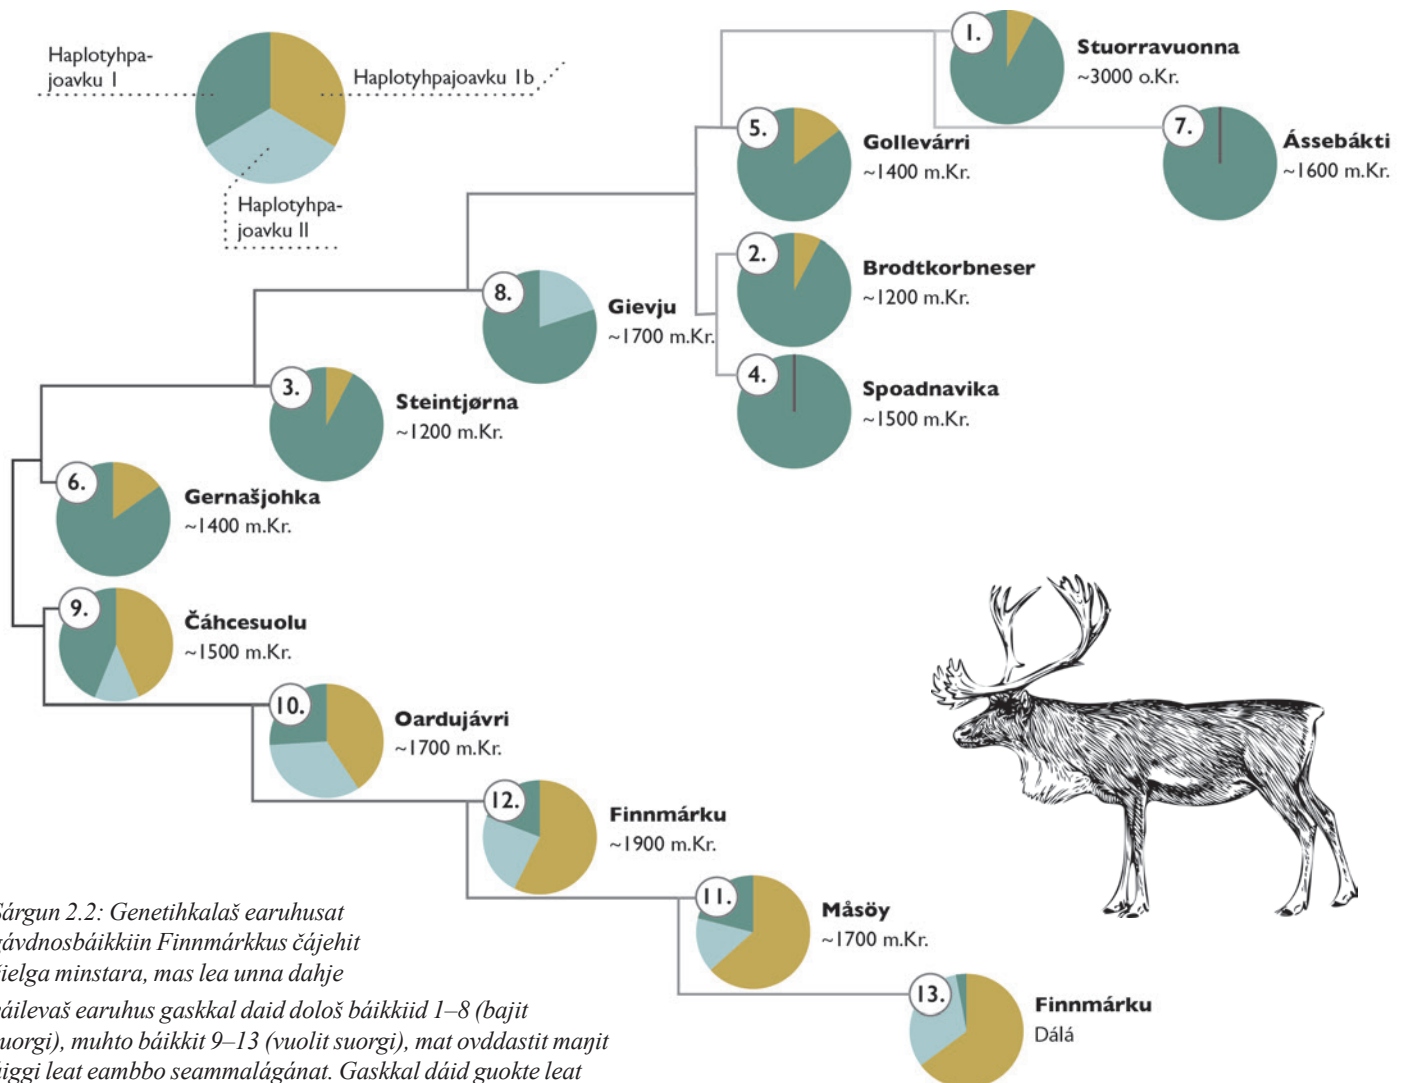 Haplotyhpa-
joavku I
Haplotyhpajoavku 1b
Haplotyhpa-
joavku II
1.
Stuorravuonna
~3000 o.Kr.
7.
Ássebákti
~1600 m.Kr.
5.
Gollevárri
~1400 m.Kr.
2.
Brodtkorbneser
~1200 m.Kr.
8.
Gievju
~1700 m.Kr.
4.
Spoadnavika
~1500 m.Kr.
3.
Steintjørna
~1200 m.Kr.
6.
Gernašjohka
~1400 m.Kr.
9.
Čáhcesuolu
~1500 m.Kr.
10.
Oardujávri
~1700 m.Kr.
12.
Finnmárku
~1900 m.Kr.
11.
Måsöy
~1700 m.Kr.
13.
Finnmárku
Dálá
2.2: Genetihkalaš earuhusat
Finnmárkkus čájehit
minstara, mas lea unna dahje
earuhus gaskkal daid dološ báikkiid 1–8 (bajit
muhto báikkit 9–13 (vuolit suorgi), mat ovddastit maŋit
leat eambbo seammalágánat. Gaskkal dáid guokte leat